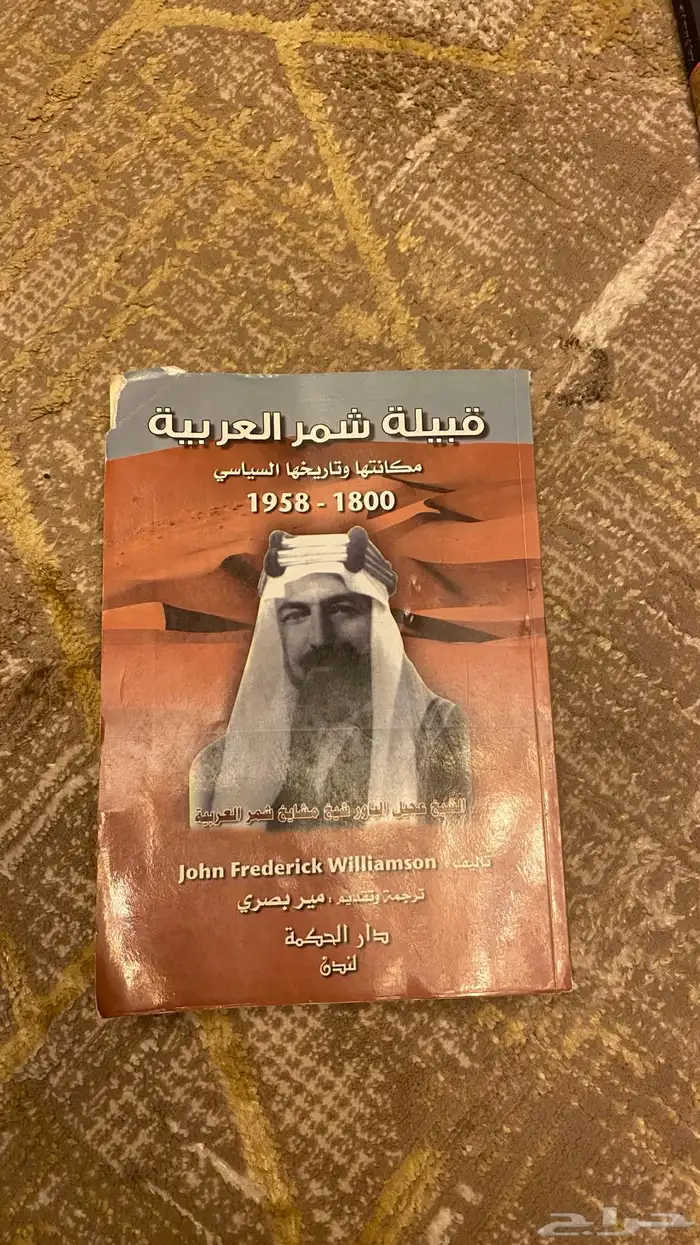 قبيلة شمر العربية
مكانتها وتاريخها السياسي
1800 - 1958
الشيخ عجيل الياور شيخ مشايخ شمر العربية
تأليف : John Frederick Williamson
ترجمة وتقديم : مير بصري
دار الحكمة
لندن
حراج